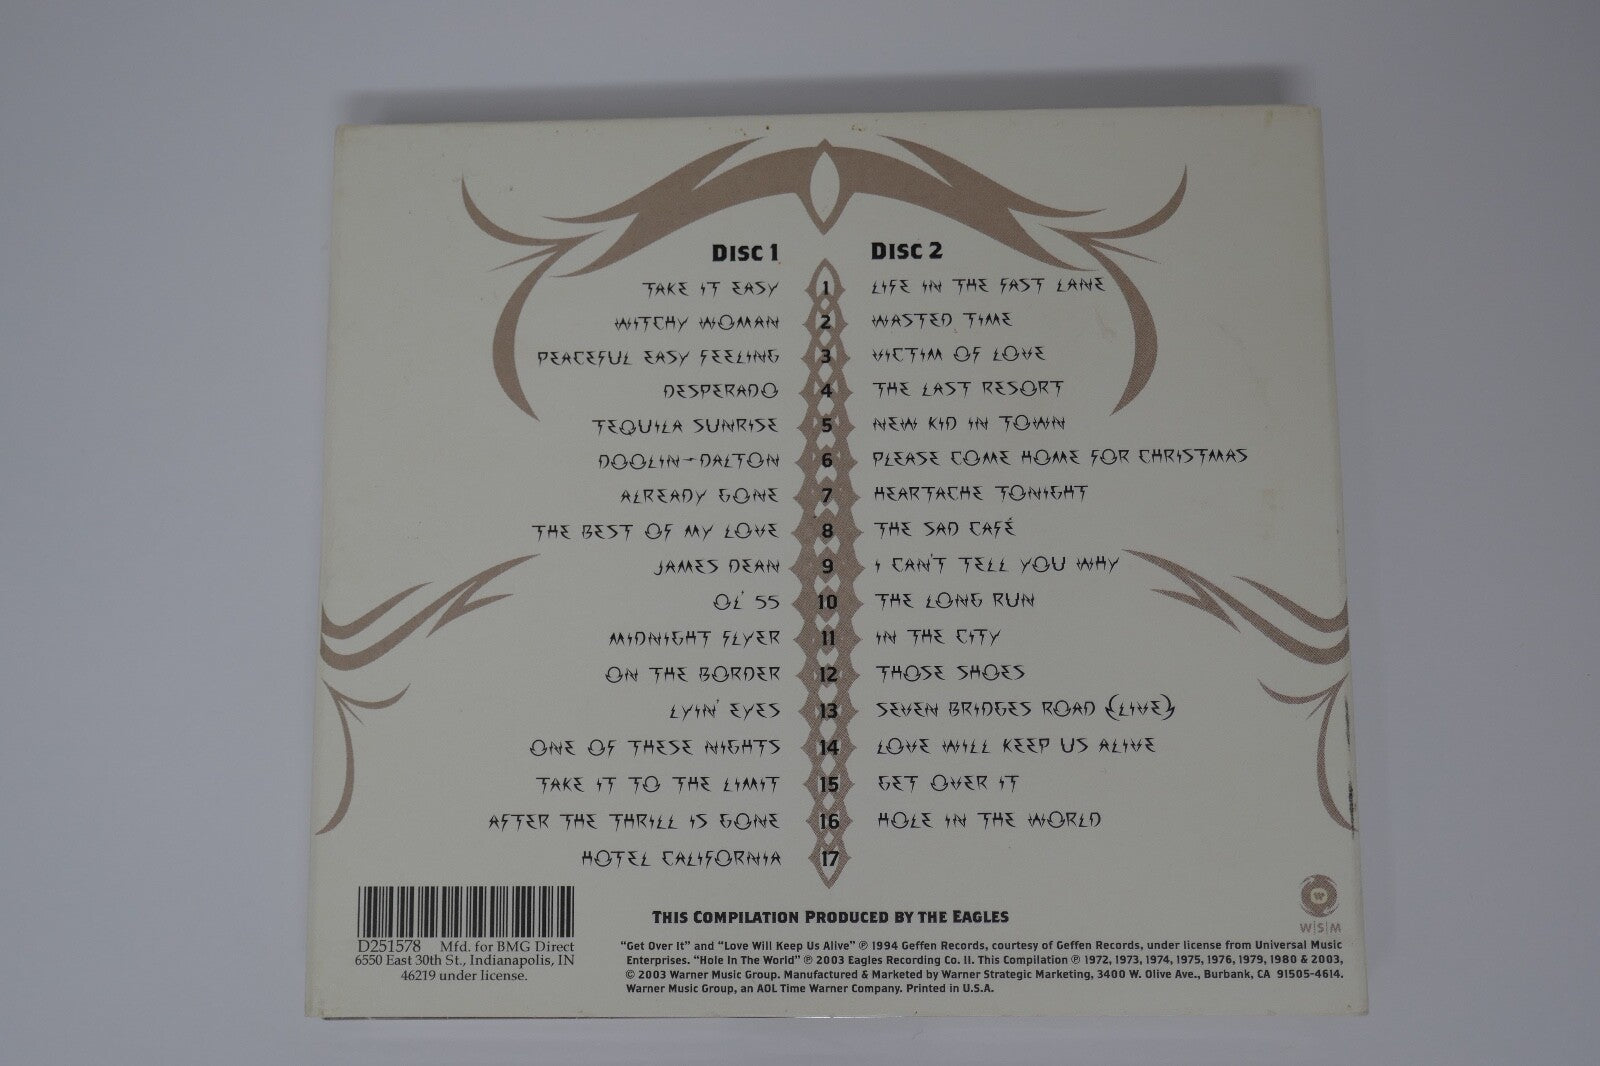 DISC 1
TAKE IT EASY
WITCHY WOMAN
PEACEFUL EASY FEELING
DESPERADO
TEQUILA SUNRISE
DOOLIN-DALTON
ALREADY GONE
THE BEST OF MY LOVE
JAMES DEAN
OL' 55
MIDNIGHT FLYER
ON THE BORDER
LYIN' EYES
ONE OF THESE NIGHTS
TAKE IT TO THE LIMIT
AFTER THE THRILL IS GONE
HOTEL CALIFORNIA
1
2
3
4
5
6
7
8
9
10
11
12
13
14
15
16
17
DISC 2
LIFE IN THE FAST LANE
WASTED TIME
VICTIM OF LOVE
THE LAST RESORT
NEW KID IN TOWN
PLEASE COME HOME FOR CHRISTMAS
HEARTACHE TONIGHT
THE SAD CAFÉ
I CAN'T TELL YOU WHY
THE LONG RUN
IN THE CITY
THOSE SHOES
SEVEN BRIDGES ROAD (LIVE)
LOVE WILL KEEP US ALIVE
GET OVER IT
HOLE IN THE WORLD
D251578 Mfd. for BMG Direct
6550 East 30th St., Indianapolis, IN
46219 under license.
THIS COMPILATION PRODUCED BY THE EAGLES
"Get Over It" and "Love Will Keep Us Alive" ℗ 1994 Geffen Records, courtesy of Geffen Records, under license from Universal Music
Enterprises. "Hole In The World" ℗ 2003 Eagles Recording Co. II. This Compilation ℗ 1972, 1973, 1974, 1975, 1976, 1979, 1980 & 2003,
© 2003 Warner Music Group. Manufactured & Marketed by Warner Strategic Marketing, 3400 W. Olive Ave., Burbank, CA 91505-4614.
Warner Music Group, an AOL Time Warner Company. Printed in U.S.A.
W|S|M